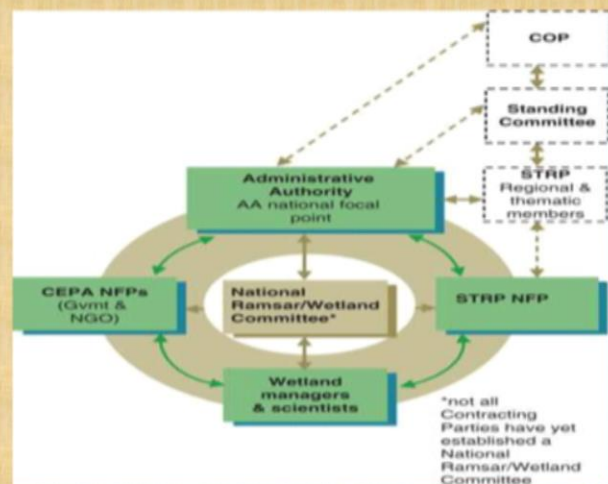 COP
Standing
Committee
STRP
Regional &
thematic
members
Administrative
Authority
AA national focal
point
CEPA NFPs
(Gvmt &
NGO)
National
Ramsar/Wetland
Committee*
STRP NFP
Wetland
managers
& scientists
*not all
Contracting
Parties have yet
established a
National
Ramsar/Wetland
Committee